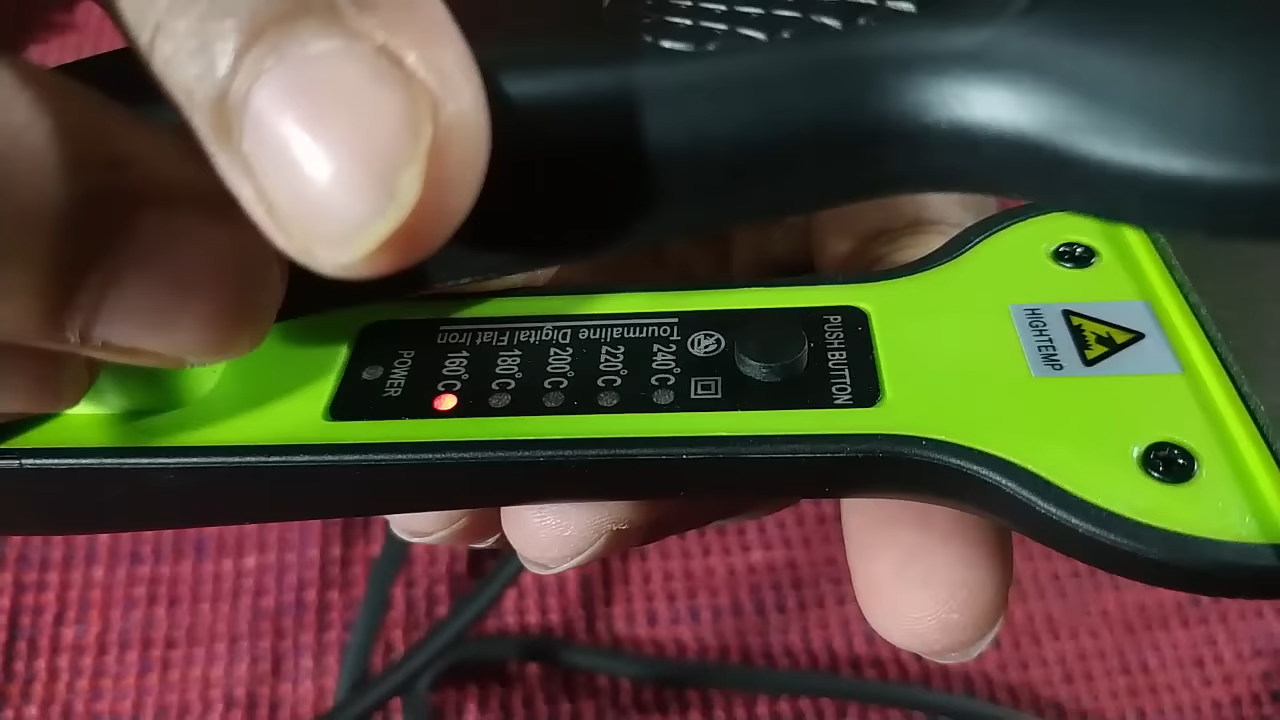 PUSH BUTTON
Tourmaline Digital Flat Iron
240°C
220°C
200°C
180°C
160°C
POWER
HIGHTEMP